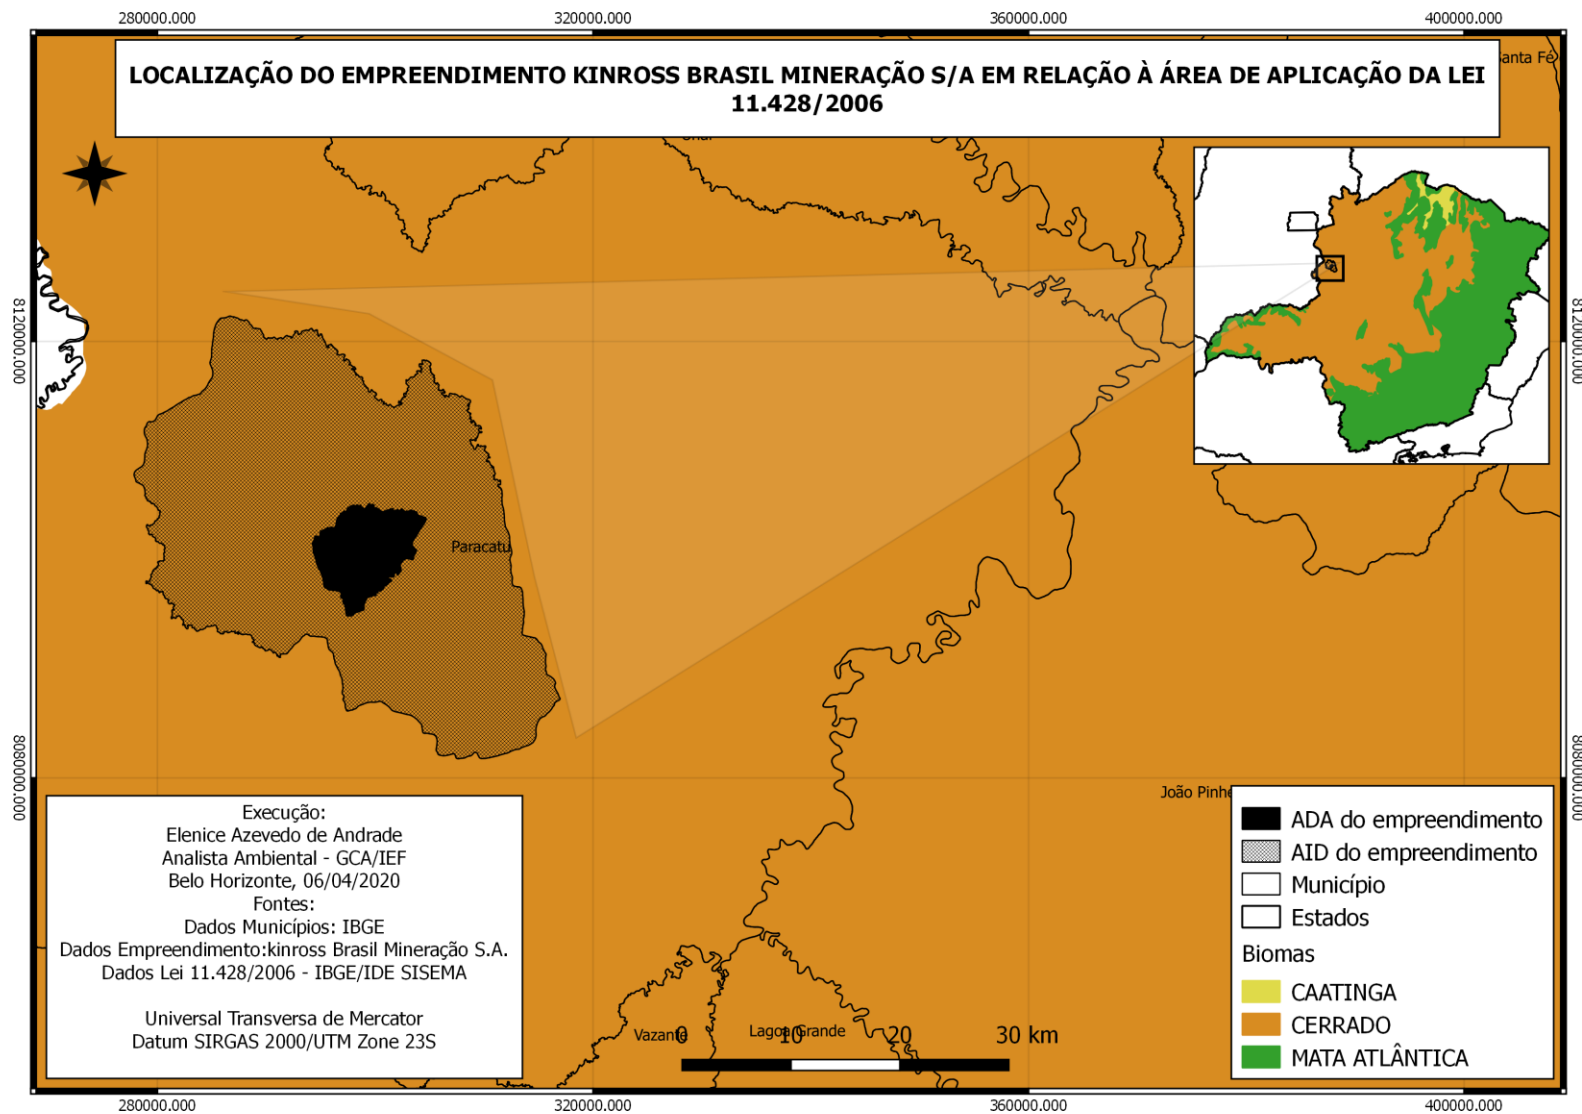 280000.000
320000.000
360000.000
400000.000
LOCALIZAÇÃO DO EMPREENDIMENTO KINROSS BRASIL MINERAÇÃO S/A EM RELAÇÃO À ÁREA DE APLICAÇÃO DA LEI
11.428/2006
Santa Fé
8120000.000
8120000.000
Paracatu
8080000.000
8080000.000
João Pinhe
Execução:
Elenice Azevedo de Andrade
Analista Ambiental - GCA/IEF
Belo Horizonte, 06/04/2020
Fontes:
Dados Municípios: IBGE
Dados Empreendimento:kinross Brasil Mineração S.A.
Dados Lei 11.428/2006 - IBGE/IDE SISEMA
Universal Transversa de Mercator
Datum SIRGAS 2000/UTM Zone 23S
ADA do empreendimento
AID do empreendimento
Município
Estados
Biomas
CAATINGA
CERRADO
MATA ATLÂNTICA
Vazante
Lagoa Grande
0
10
20
30 km
280000.000
320000.000
360000.000
400000.000